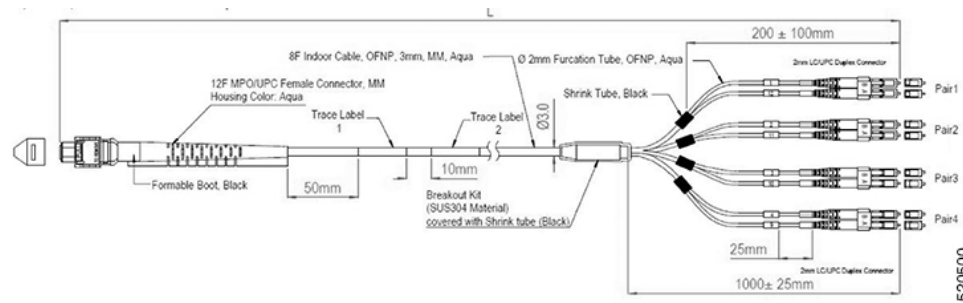 L
200 ± 100mm
8F Indoor Cable, OFNP, 3mm, MM, Aqua
Ø 2mm Furcation Tube, OFNP, Aqua
2mm LC/UPC Duplex Connector
12F MPO/UPC Female Connector, MM
Housing Color: Aqua
Shrink Tube, Black
Pair1
Trace Label
1
Trace Label
2
Ø3.0
Pair2
Pair3
Formable Boot, Black
50mm
10mm
Breakout Kit
(SUS304 Material)
covered with Shrink tube (Black)
Pair4
25mm
2mm LC/UPC Duplex Connector
1000± 25mm